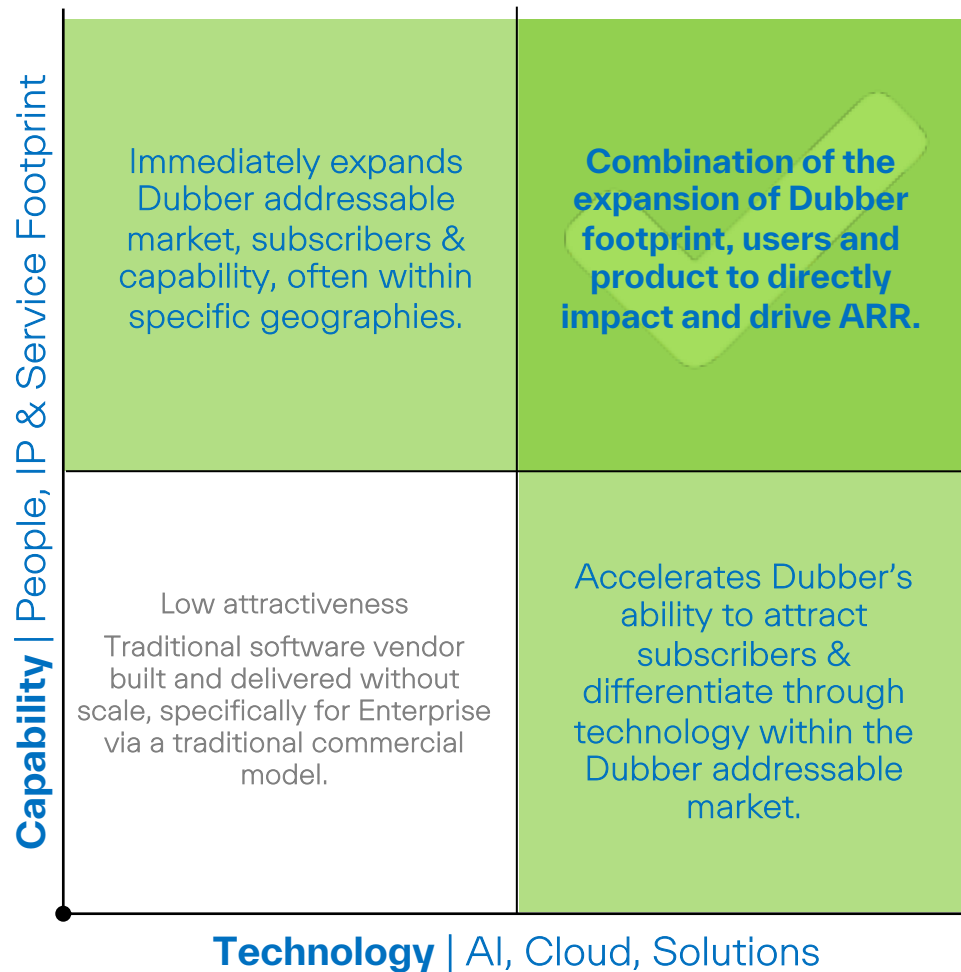 Capability | People, IP & Service Footprint
Immediately expands
Dubber addressable
market, subscribers &
capability, often within
specific geographies.
Combination of the
expansion of Dubber
footprint, users and
product to directly
impact and drive ARR.
Low attractiveness
Traditional software vendor
built and delivered without
scale, specifically for Enterprise
via a traditional commercial
model.
Accelerates Dubber’s
ability to attract
subscribers &
differentiate through
technology within the
Dubber addressable
market.
Technology | AI, Cloud, Solutions